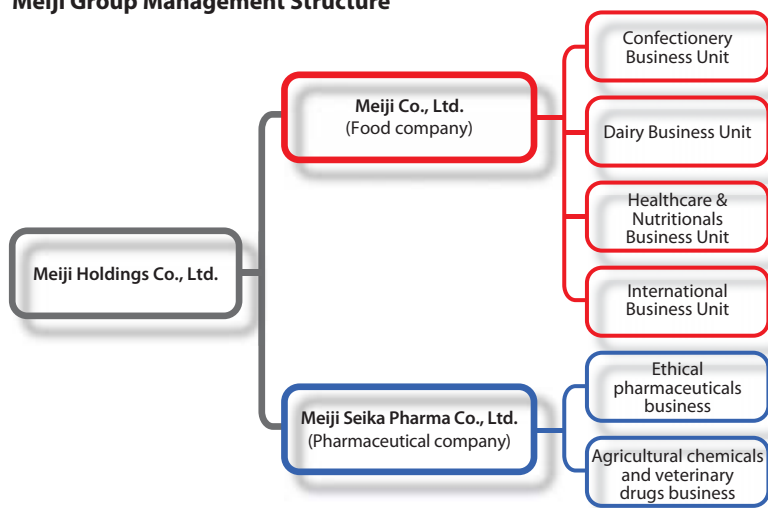 Meiji Group Management Structure
Meiji Holdings Co., Ltd.
Meiji Co., Ltd.
(Food company)
Confectionery
Business Unit
Dairy Business Unit
Healthcare &
Nutritionals
Business Unit
International
Business Unit
Meiji Seika Pharma Co., Ltd.
(Pharmaceutical company)
Ethical
pharmaceuticals
business
Agricultural chemicals
and veterinary
drugs business